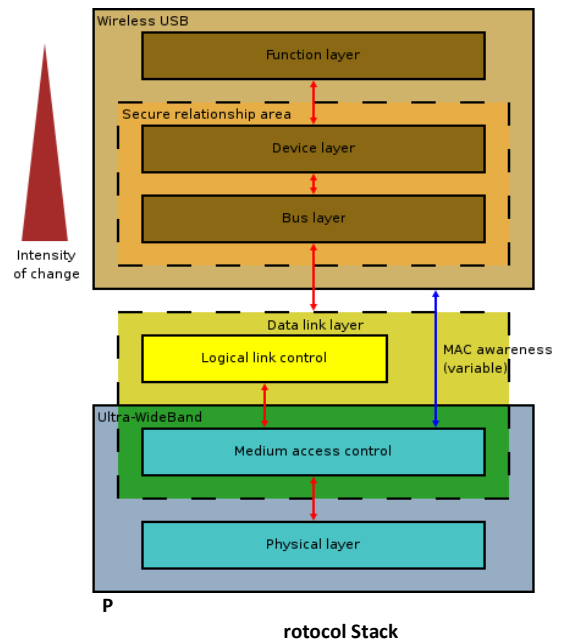 Wireless USB
Function layer
Secure relationship area
Device layer
Bus layer
Intensity
of change
Data link layer
Logical link control
MAC awareness
(variable)
Ultra-WideBand
Medium access control
Physical layer
P
rotocol Stack